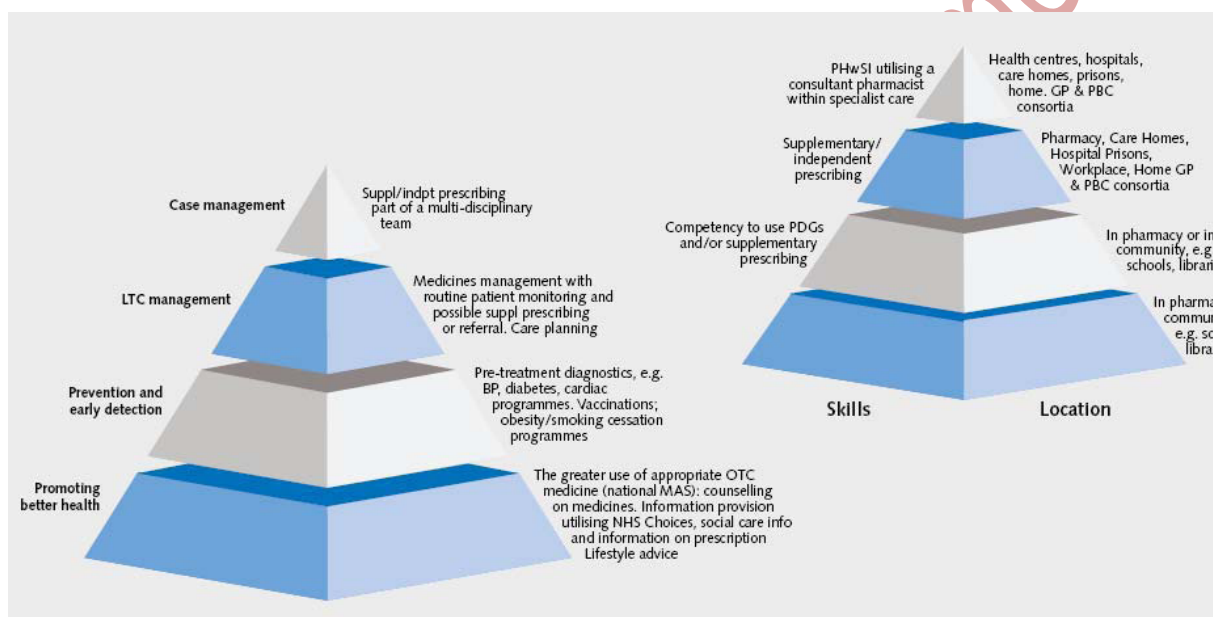 Case management
Suppl/indpt prescribing
part of a multi-disciplinary
team
LTC management
Medicines management with
routine patient monitoring and
possible suppl prescribing
or referral. Care planning
Prevention and
early detection
Pre-treatment diagnostics, e.g.
BP, diabetes, cardiac
programmes. Vaccinations;
obesity/smoking cessation
programmes
Promoting
better health
The greater use of appropriate OTC
medicine (national MAS): counselling
on medicines. Information provision
utilising NHS Choices, social care info
and information on prescription
Lifestyle advice
PHwSI utilising a
consultant pharmacist
within specialist care
Health centres, hospitals,
care homes, prisons,
home. GP & PBC
consortia
Supplementary/
independent
prescribing
Pharmacy, Care Homes,
Hospital Prisons,
Workplace, Home GP
& PBC consortia
Competency to use PDGs
and/or supplementary
prescribing
In pharmacy or in
community, e.g.
schools,
In
e.g.
Skills
Location